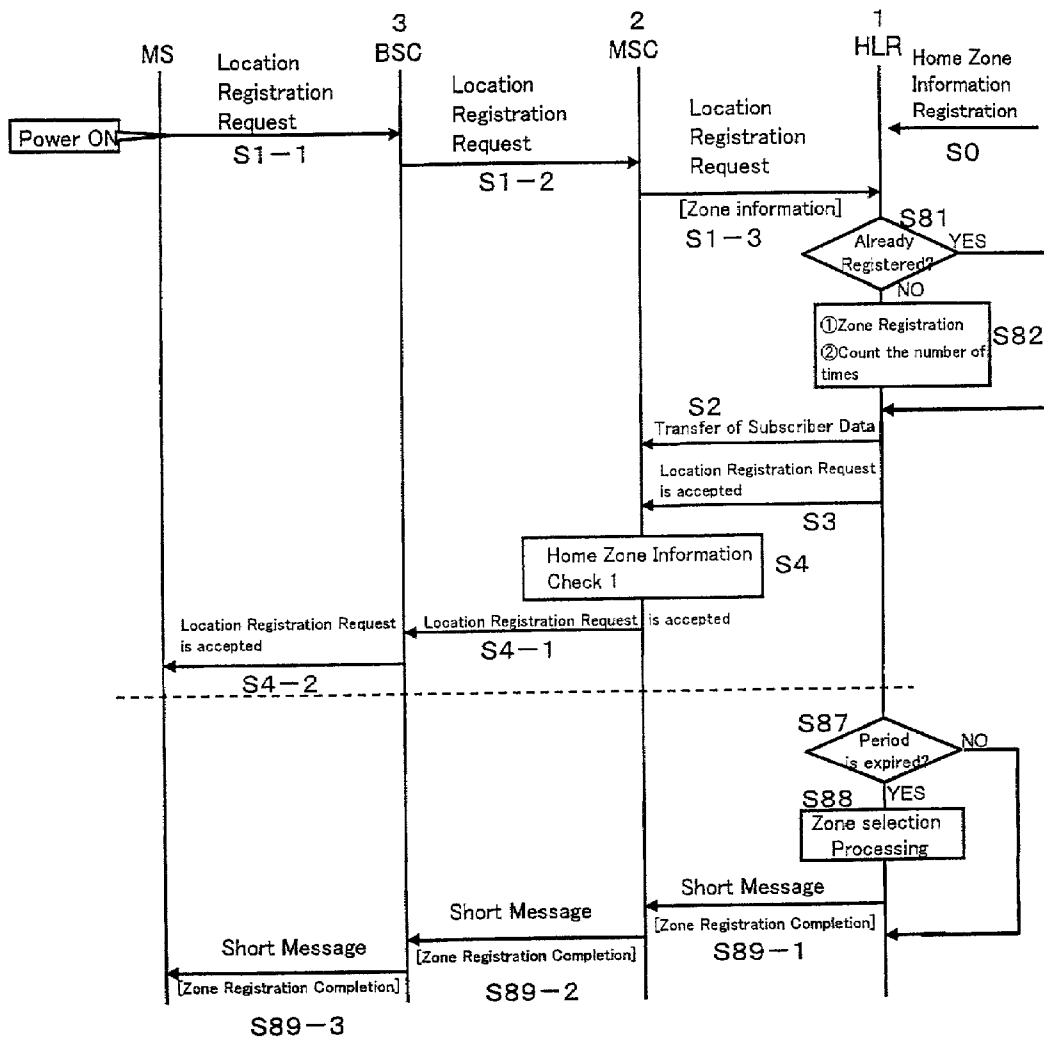 3
2
1
MS
BSC
MSC
HLR
Location
Registration
Request
S1-1
Power ON
Location
Registration
Request
S1-2
Location
Registration
Request
[Zone information]
S1-3
Home Zone
Information
Registration
S0
S81
Already
Registered?
YES
NO
①Zone Registration
②Count the number of
times
S82
S2
Transfer of Subscriber Data
Location Registration Request
is accepted
S3
Home Zone Information
Check 1
S4
Location Registration Request is accepted
S4-1
Location Registration Request
is accepted
S4-2
S87
Period
is expired?
NO
YES
S88
Zone selection
Processing
Short Message
[Zone Registration Completion]
S89-1
Short Message
[Zone Registration Completion]
S89-2
Short Message
[Zone Registration Completion]
S89-3